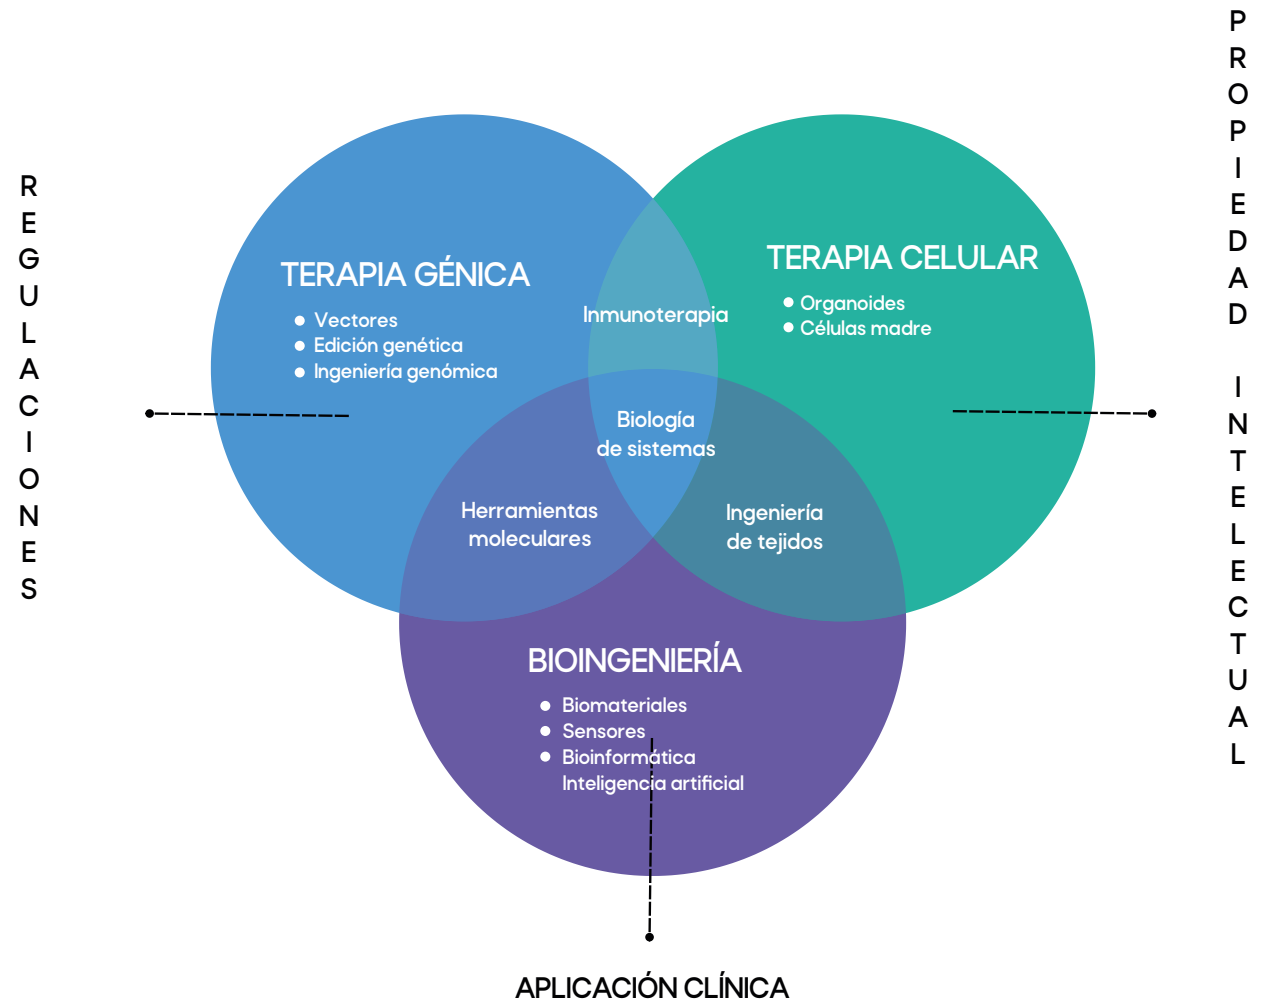 REGULACIONES
TERAPIA GÉNICA
Vectores
Edición genética
Ingeniería genómica
Inmunoterapia
TERAPIA CELULAR
Organoides
Células madre
Biología
de sistemas
Herramientas
moleculares
Ingeniería
de tejidos
BIOINGENIERÍA
Biomateriales
Sensores
Bioinformática
Inteligencia artificial
PROPIEDAD INTELECTUAL
APLICACIÓN CLÍNICA